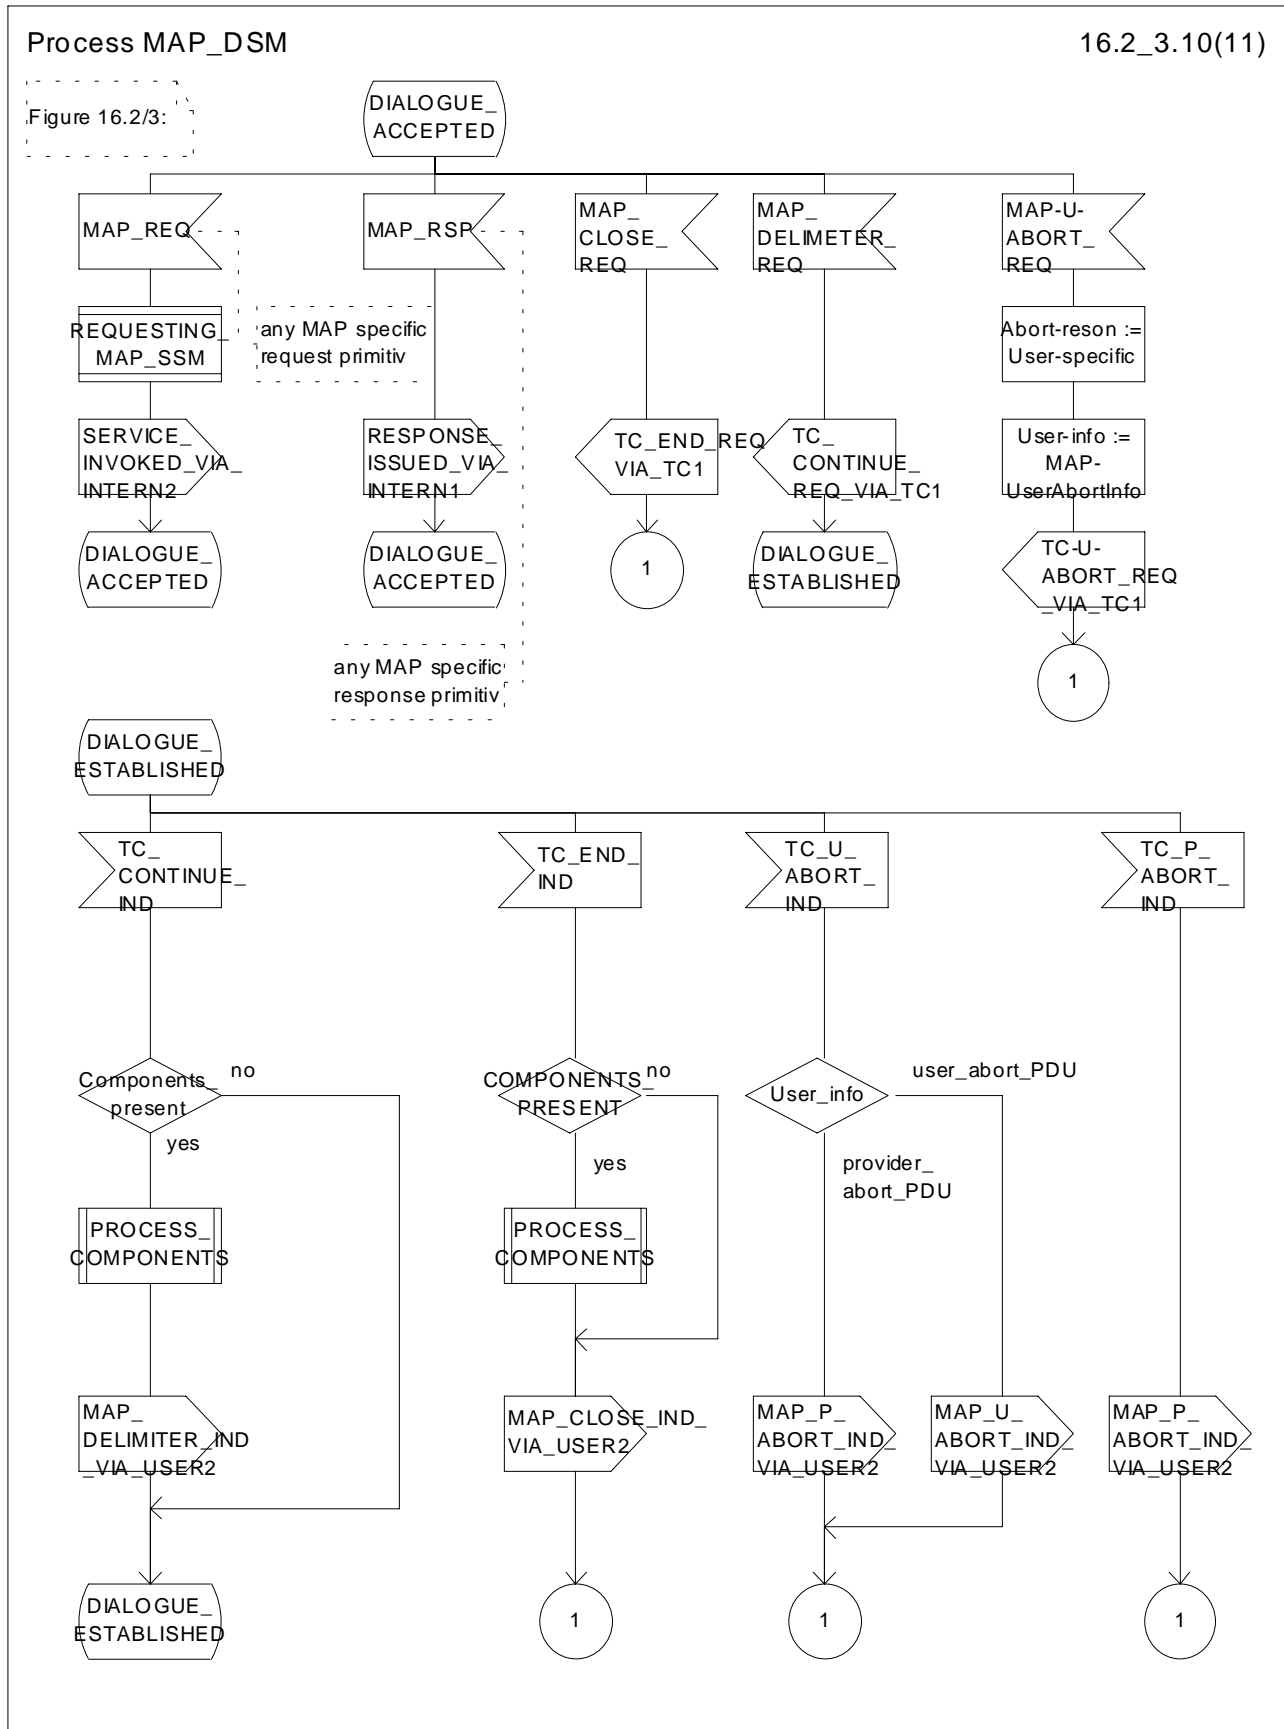 Process MAP_DSM
16.2_3.10(11)
Figure 16.2/3:
DIALOGUE_
ACCEPTED
MAP_REQ
MAP_RSP
MAP_
CLOSE_
REQ
MAP_
DELIMETER_
REQ
MAP-U-
ABORT_
REQ
REQUESTING_
MAP_SSM
any MAP specific
request primitiv
Abort-reson :=
User-specific
SERVICE_
INVOKED_VIA_
INTERN2
RESPONSE_
ISSUED_VIA_
INTERN1
TC_END_REQ
VIA_TC1
TC_
CONTINUE_
REQ_VIA_TC1
User-info :=
MAP-
UserAbortInfo
DIALOGUE_
ACCEPTED
DIALOGUE_
ACCEPTED
1
DIALOGUE_
ESTABLISHED
TC-U-
ABORT_REQ
_VIA_TC1
any MAP specific
response primitiv
1
DIALOGUE_
ESTABLISHED
TC_
CONTINUE_
IND
TC_END_
IND
TC_U_
ABORT_
IND
TC_P_
ABORT_
IND
Components_
present
no
yes
COMPONENTS_
PRESENT
no
yes
User_info
user_abort_PDU
provider_
abort_PDU
PROCESS_
COMPONENTS
PROCESS_
COMPONENTS
MAP_
DELIMITER_IND
_VIA_USER2
MAP_CLOSE_IND_
VIA_USER2
MAP_P_
ABORT_IND_
VIA_USER2
MAP_U_
ABORT_IND_
VIA_USER2
MAP_P_
ABORT_IND_
VIA_USER2
DIALOGUE_
ESTABLISHED
1
1
1